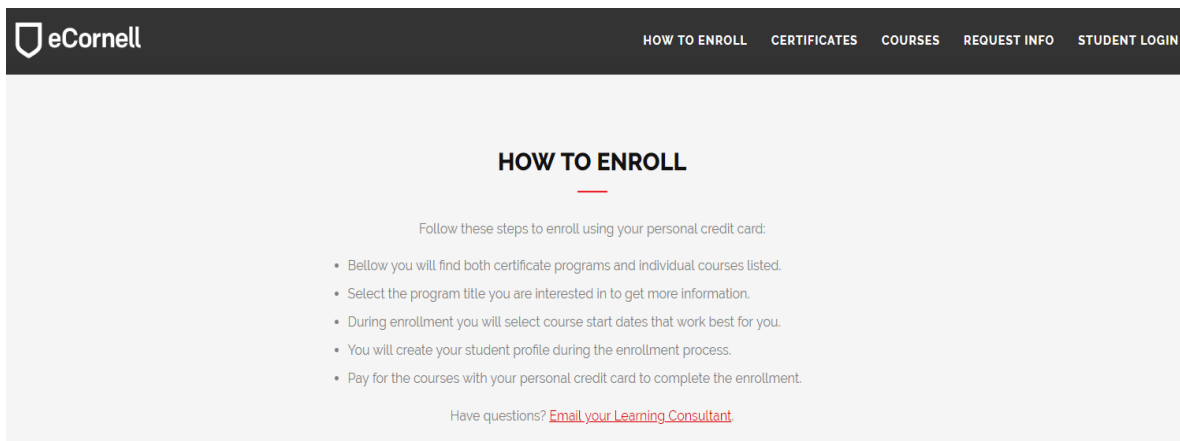 eCornell
HOW TO ENROLL CERTIFICATES COURSES REQUEST INFO STUDENT LOGIN
HOW TO ENROLL
Follow these steps to enroll using your personal credit card:
• Bellow you will find both certificate programs and individual courses listed.
• Select the program title you are interested in to get more information.
• During enrollment you will select course start dates that work best for you.
• You will create your student profile during the enrollment process.
• Pay for the courses with your personal credit card to complete the enrollment.
Have questions? Email your Learning Consultant.